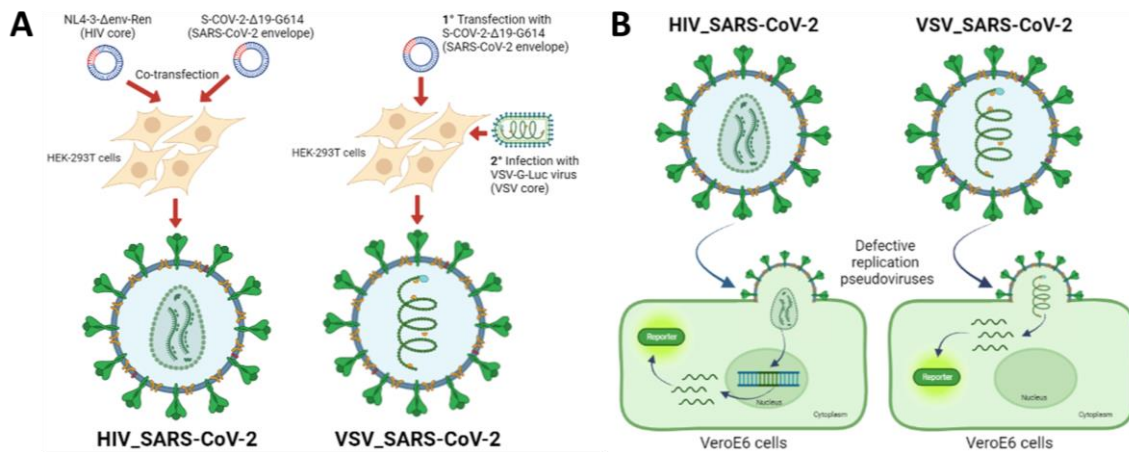 A
NL4-3-Δenv-Ren
(HIV core)
S-COV-2-Δ19-G614
(SARS-CoV-2 envelope)
Co-transfection
HEK-293T cells
HIV_SARS-CoV-2
1° Transfection with
S-COV-2-Δ19-G614
(SARS-CoV-2 envelope)
HEK-293T cells
2° Infection with
VSV-G-Luc virus
(VSV core)
VSV_SARS-CoV-2
B
HIV_SARS-CoV-2
VSV_SARS-CoV-2
Defective
replication
pseudoviruses
Reporter
Nucleus
Cytoplasm
VeroE6 cells
Reporter
Nucleus
Cytoplasm
VeroE6 cells